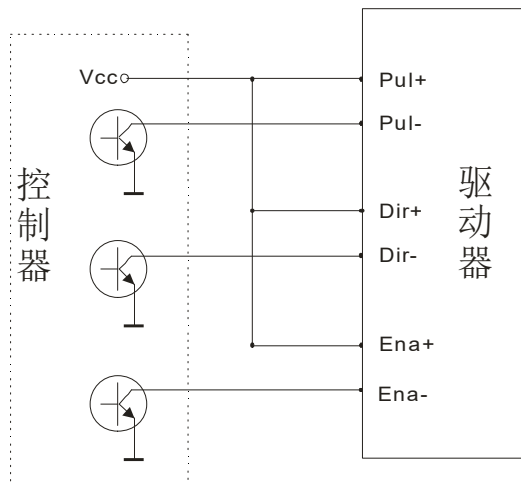 Vcc
Pul+
Pul-
控制器
驱动器
Dir+
Dir-
Ena+
Ena-